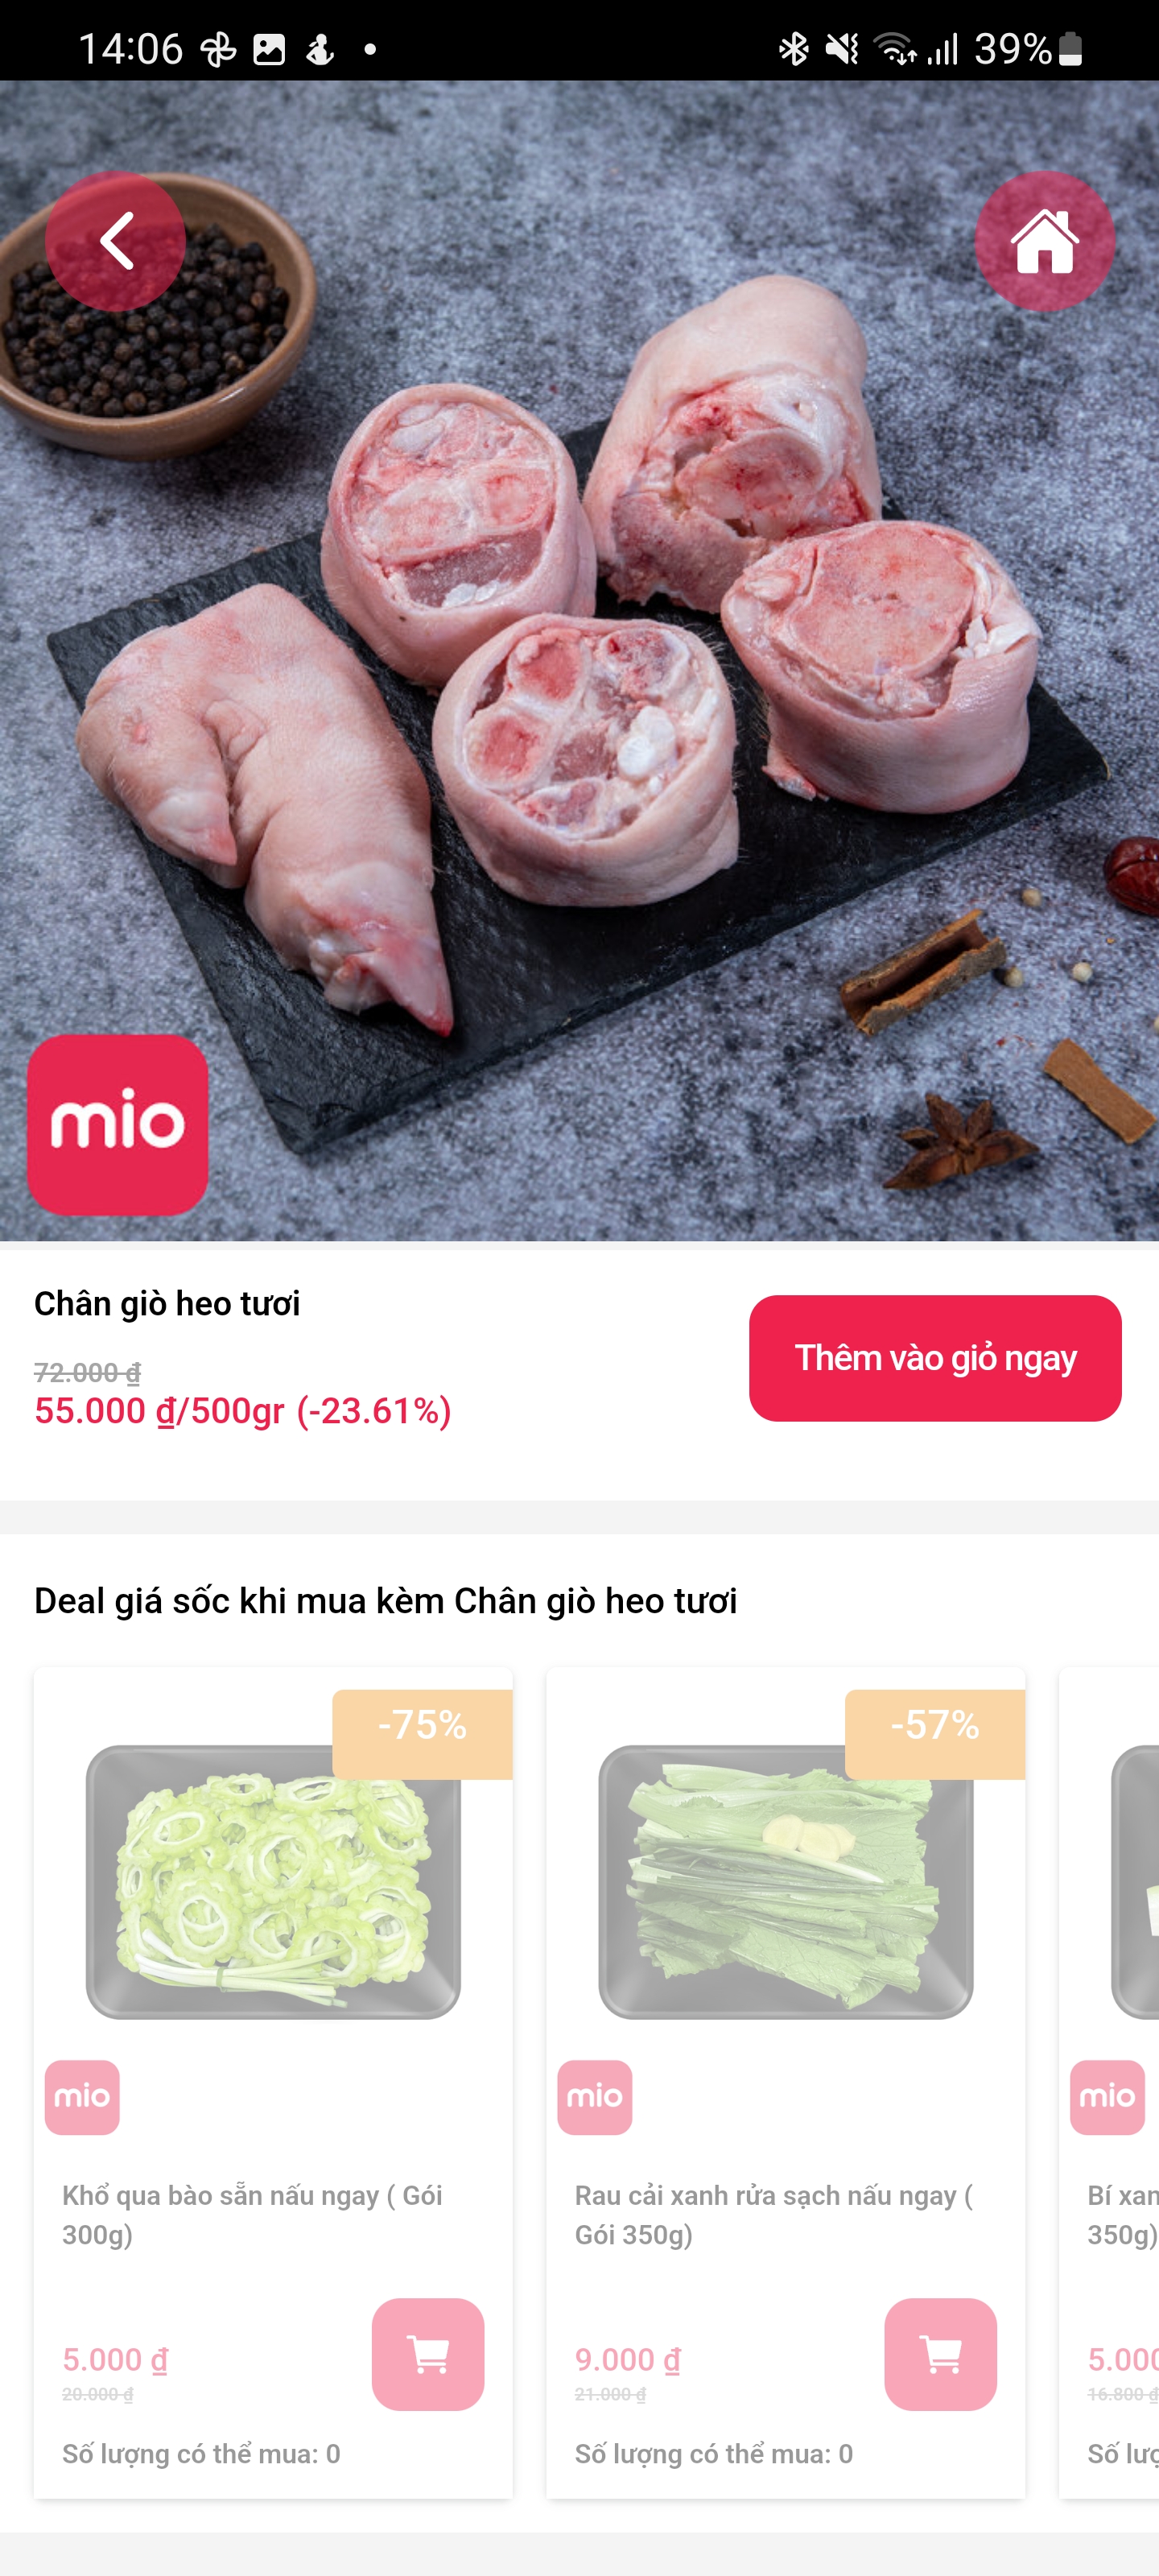 14:06
39%
mio
Chân giò heo tươi
72.000 ₫
55.000 ₫/500gr (-23.61%)
Thêm vào giỏ ngay
Deal giá sốc khi mua kèm Chân giò heo tươi
-75%
-57%
mio
mio
mio
Khổ qua bào sẵn nấu ngay ( Gói
300g)
Rau cải xanh rửa sạch nấu ngay (
Gói 350g)
Bí xan
350g)
5.000 ₫
20.000 ₫
9.000 ₫
21.000 ₫
5.000
16.800 ₫
Số lượng có thể mua: 0
Số lượng có thể mua: 0
Số lượ